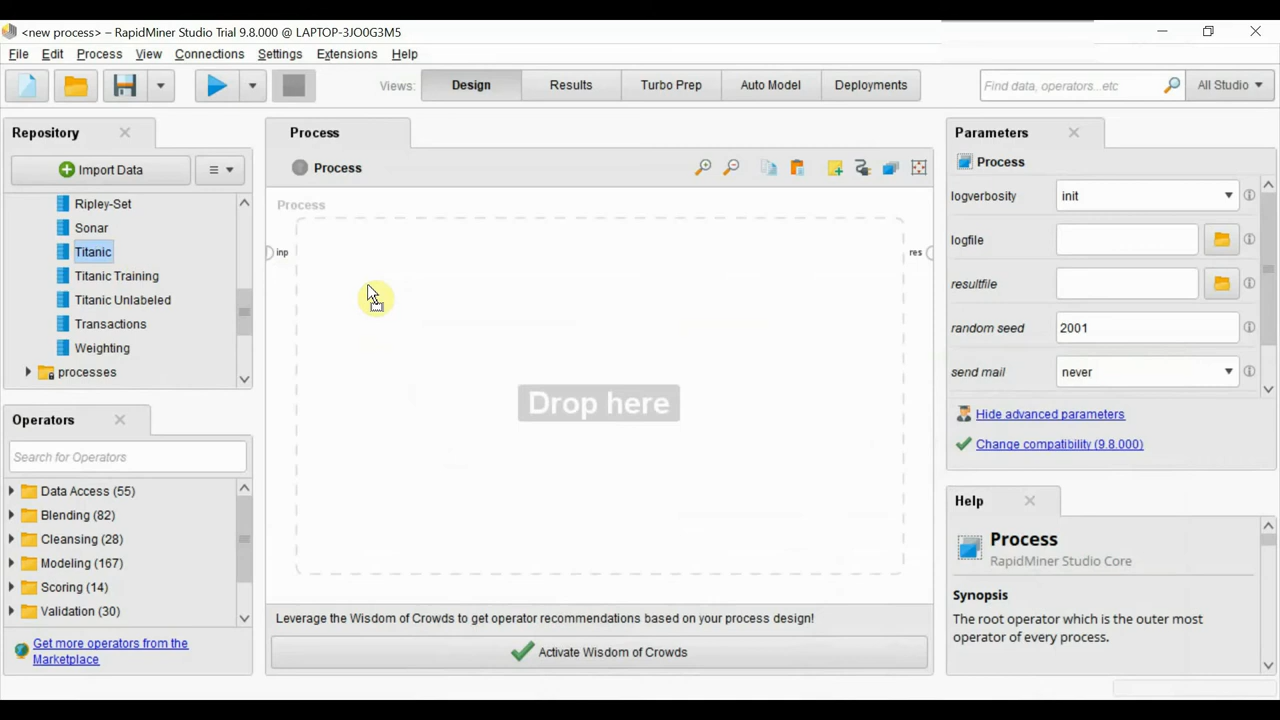 <new process> – RapidMiner Studio Trial 9.8.000 @ LAPTOP-3JO0G3M5
File Edit Process View Connections Settings Extensions Help
Views: Design Results Turbo Prep Auto Model Deployments
Find data, operators...etc All Studio
Repository
Import Data
Ripley-Set
Sonar
Titanic
Titanic Training
Titanic Unlabeled
Transactions
Weighting
processes
Operators
Search for Operators
Data Access (55)
Blending (82)
Cleansing (28)
Modeling (167)
Scoring (14)
Validation (30)
Get more operators from the
Marketplace
Process
Process
Process
inp
res
Drop here
Leverage the Wisdom of Crowds to get operator recommendations based on your process design!
Activate Wisdom of Crowds
Parameters
Process
logverbosity init
logfile
resultfile
random seed 2001
send mail never
Hide advanced parameters
Change compatibility (9.8.000)
Help
Process
RapidMiner Studio Core
Synopsis
The root operator which is the outer most
operator of every process.